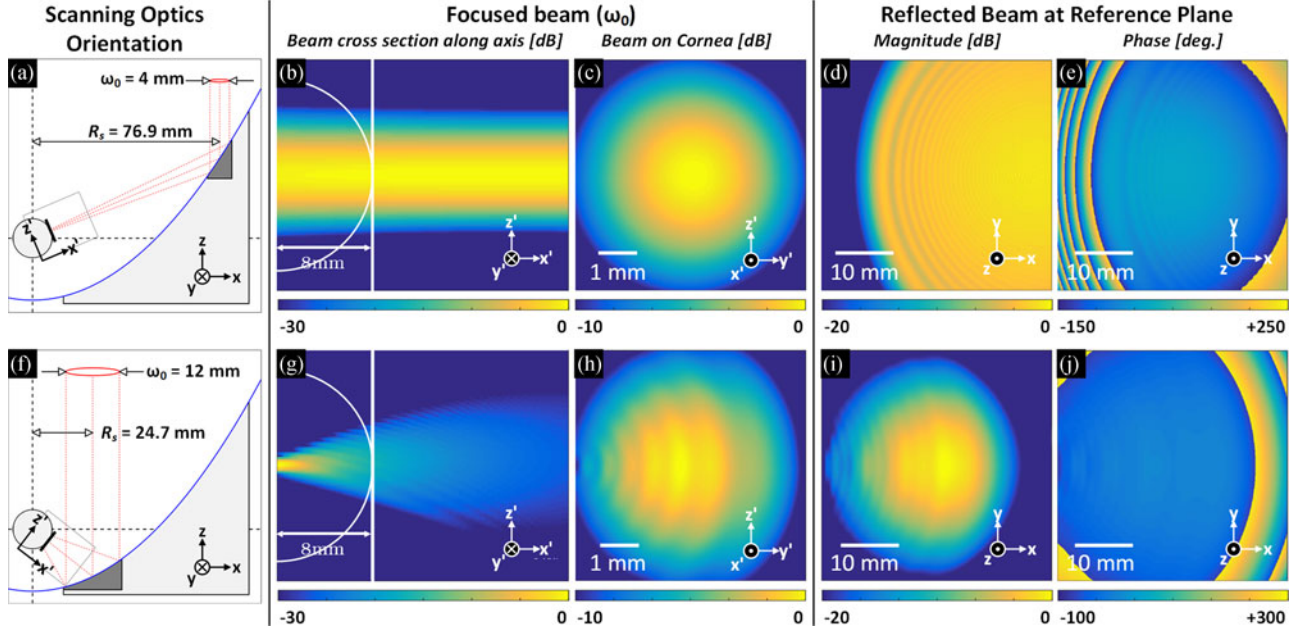 Scanning Optics
Orientation
Focused beam (ω₀)
Reflected Beam at Reference Plane
Beam cross section along axis [dB]
Beam on Cornea [dB]
Magnitude [dB]
Phase [deg.]
(a)
ω₀ = 4 mm
Rₛ = 76.9 mm
z'
x'
z
y
x
(b)
8mm
z'
y'
x'
-30
0
(c)
1 mm
z'
x'
y'
-10
0
(d)
10 mm
y
z
x
-20
0
(e)
10 mm
y
z
x
-150
+250
(f)
ω₀ = 12 mm
Rₛ = 24.7 mm
z'
x'
z
y
x
(g)
8mm
z'
y'
x'
-30
0
(h)
1 mm
z'
x'
y'
-10
0
(i)
10 mm
y
z
x
-20
0
(j)
10 mm
y
z
x
-100
+300